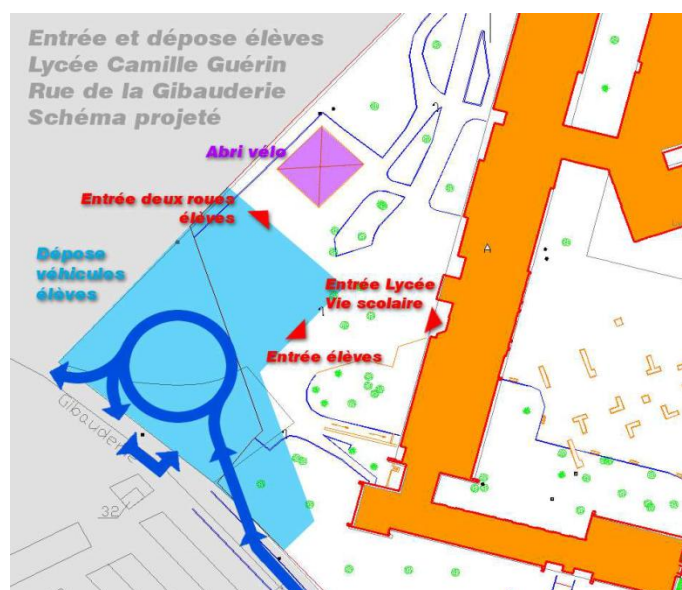 Entrée et dépose élèves
Lycée Camille Guérin
Rue de la Gibauderie
Schéma projeté
Abri vélo
Entrée deux roues
élèves
Dépose
véhicules
élèves
Entrée Lycée
Vie scolaire
Entrée élèves
A
Gibauderie
32